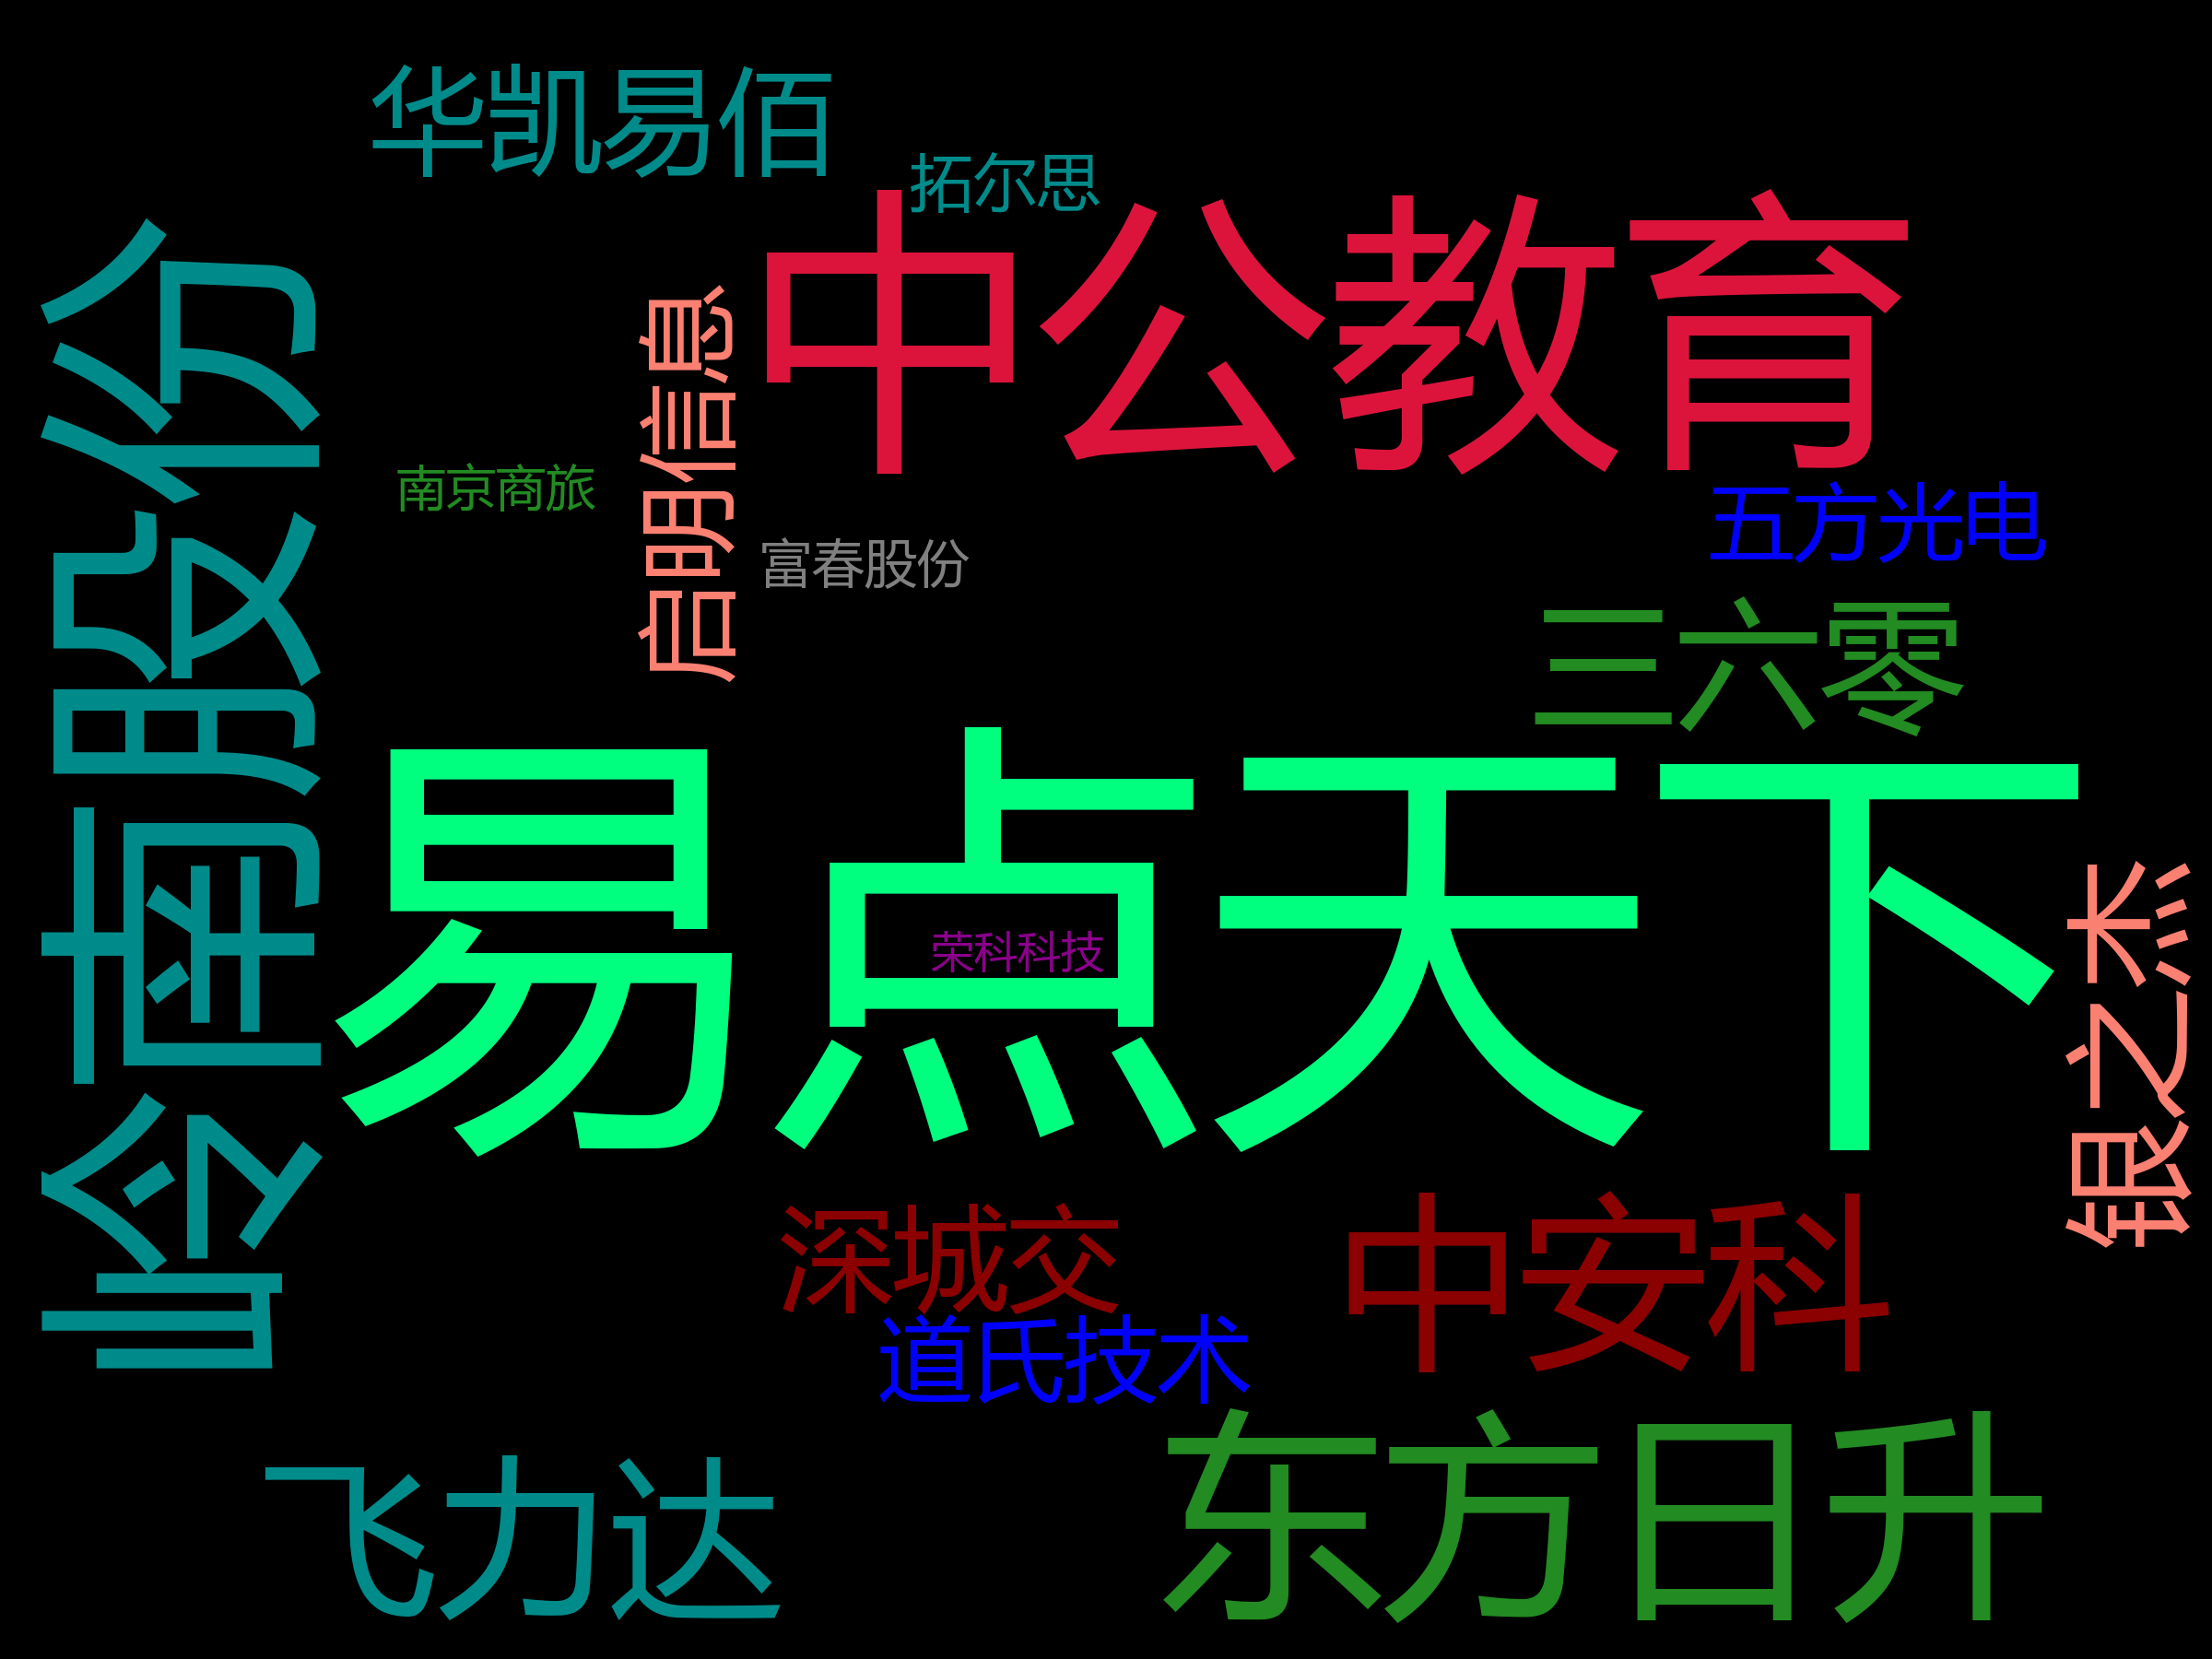 华凯易佰
拓尔思
中公教育
岭南股份
启明信息
南京商旅
五方光电
富春股份
三六零
易点天下
荣科科技
银之杰
深城交
中安科
道氏技术
东方日升
飞力达